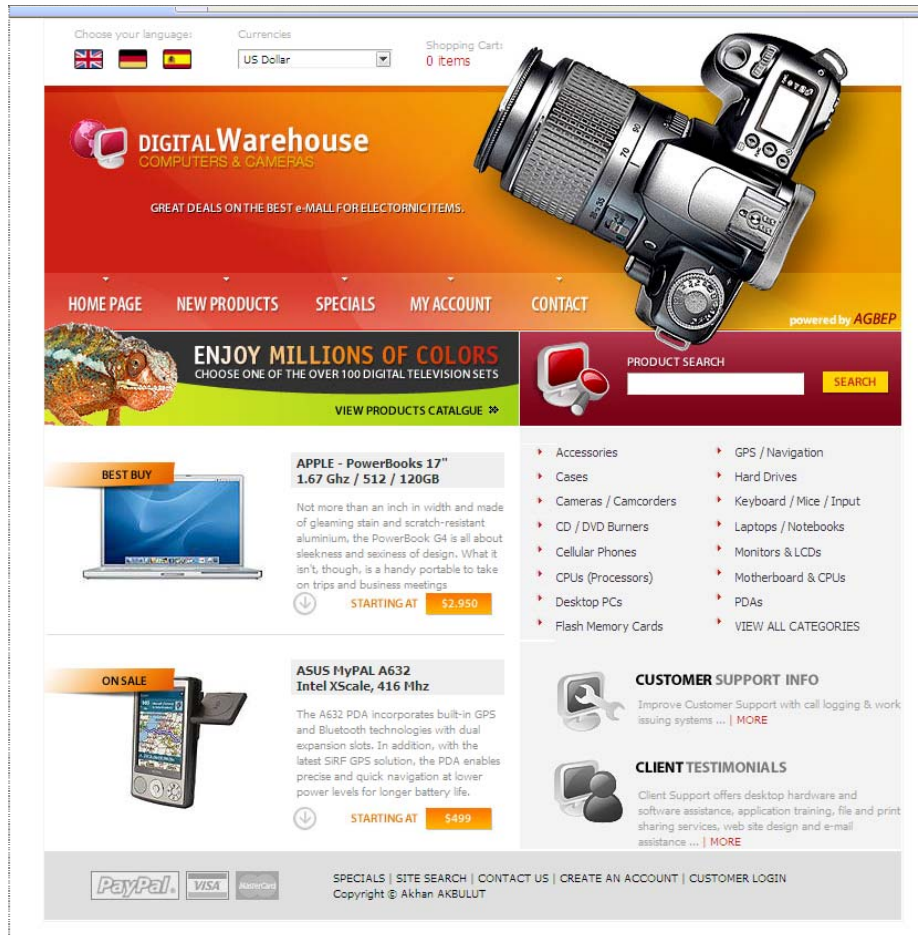 Choose your language:
Currencies
US Dollar
Shopping Cart:
0 items
DIGITALWarehouse
COMPUTERS & CAMERAS
GREAT DEALS ON THE BEST e-MALL FOR ELECTORNIC ITEMS.
HOME PAGE NEW PRODUCTS SPECIALS MY ACCOUNT CONTACT
powered by AGBEP
ENJOY MILLIONS OF COLORS
CHOOSE ONE OF THE OVER 100 DIGITAL TELEVISION SETS
VIEW PRODUCTS CATALGUE »
PRODUCT SEARCH
SEARCH
BEST BUY
APPLE - PowerBooks 17"
1.67 Ghz / 512 / 120GB
Not more than an inch in width and made
of gleaming stain and scratch-resistant
aluminium, the PowerBook G4 is all about
sleekness and sexiness of design. What it
isn't, though, is a handy portable to take
on trips and business meetings
STARTING AT $2.950
Accessories
Cases
Cameras / Camcorders
CD / DVD Burners
Cellular Phones
CPUs (Processors)
Desktop PCs
Flash Memory Cards
GPS / Navigation
Hard Drives
Keyboard / Mice / Input
Laptops / Notebooks
Monitors & LCDs
Motherboard & CPUs
PDAs
VIEW ALL CATEGORIES
ON SALE
ASUS MyPAL A632
Intel XScale, 416 Mhz
The A632 PDA incorporates built-in GPS
and Bluetooth technologies with dual
expansion slots. In addition, with the
latest SiRF GPS solution, the PDA enables
precise and quick navigation at lower
power levels for longer battery life.
STARTING AT $499
CUSTOMER SUPPORT INFO
Improve Customer Support with call logging & work
issuing systems ... | MORE
CLIENT TESTIMONIALS
Client Support offers desktop hardware and
software assistance, application training, file and print
sharing services, web site design and e-mail
assistance ... | MORE
PayPal. VISA MasterCard
SPECIALS | SITE SEARCH | CONTACT US | CREATE AN ACCOUNT | CUSTOMER LOGIN
Copyright © Akhan AKBULUT